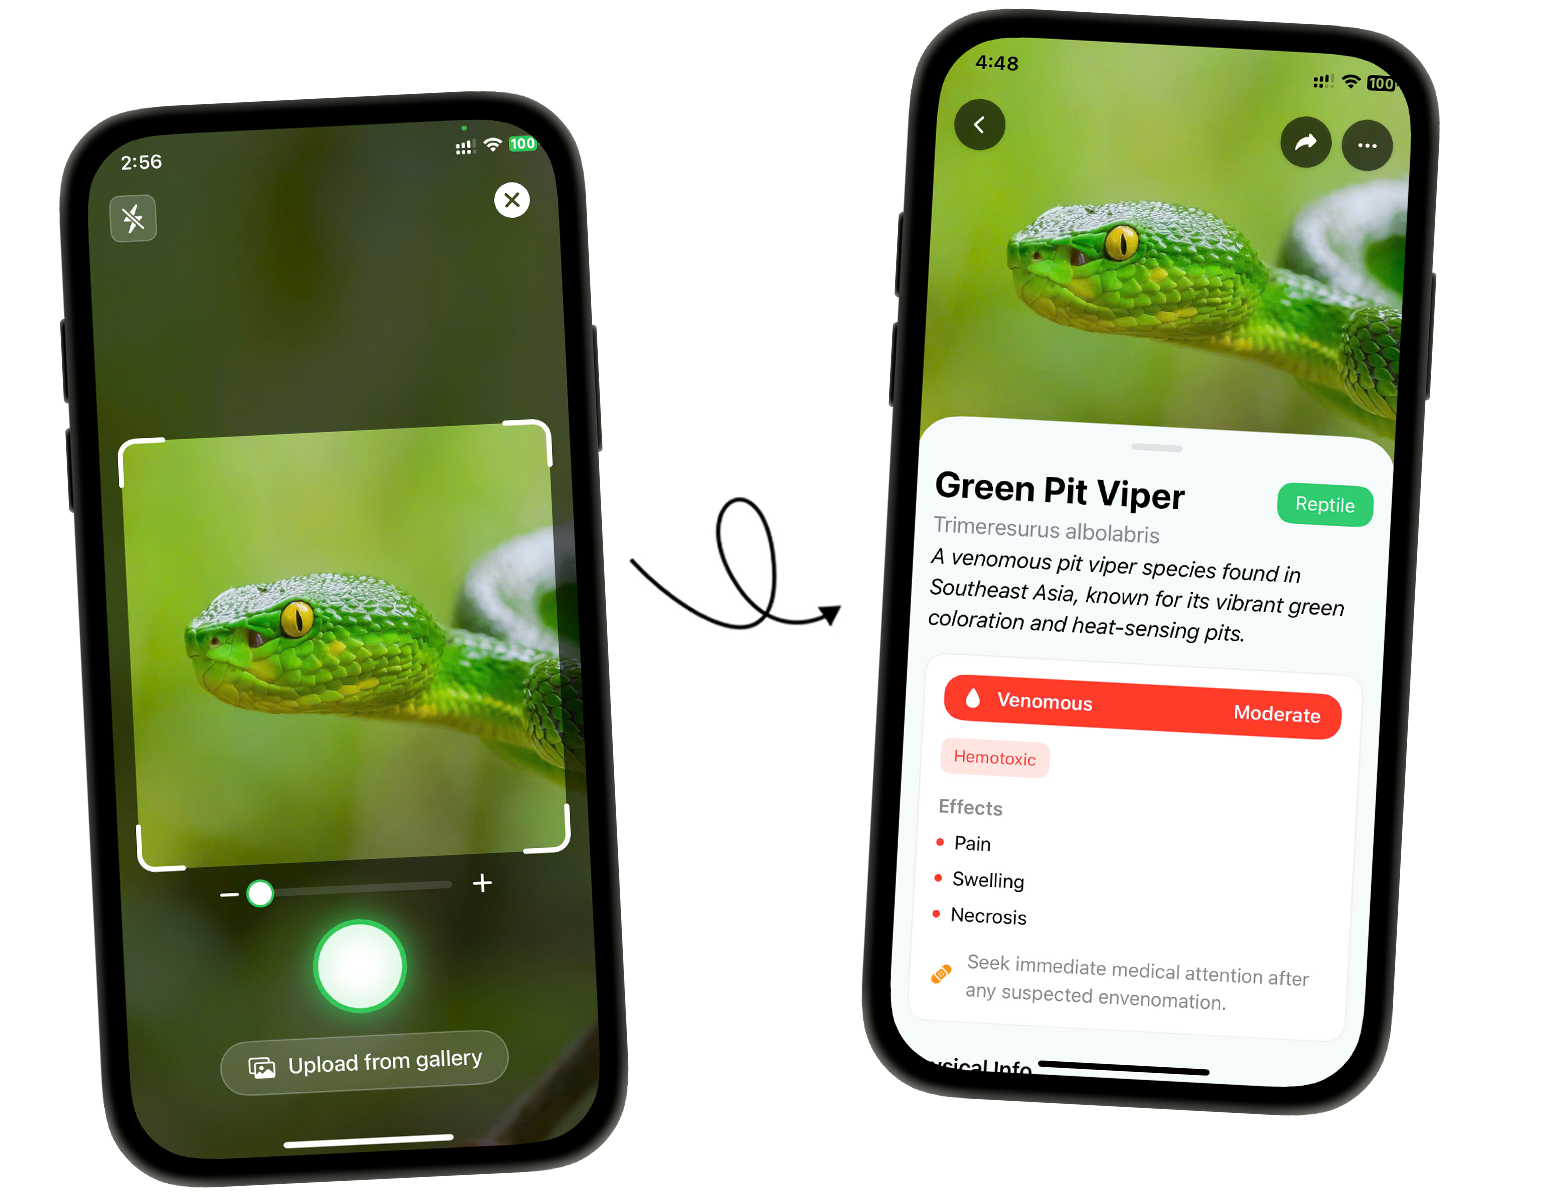 2:56
100
Upload from gallery
4:48
100
Green Pit Viper
Reptile
Trimeresurus albolabris
A venomous pit viper species found in
Southeast Asia, known for its vibrant green
coloration and heat-sensing pits.
Venomous
Moderate
Hemotoxic
Effects
Pain
Swelling
Necrosis
Seek immediate medical attention after
any suspected envenomation.
ysical Info